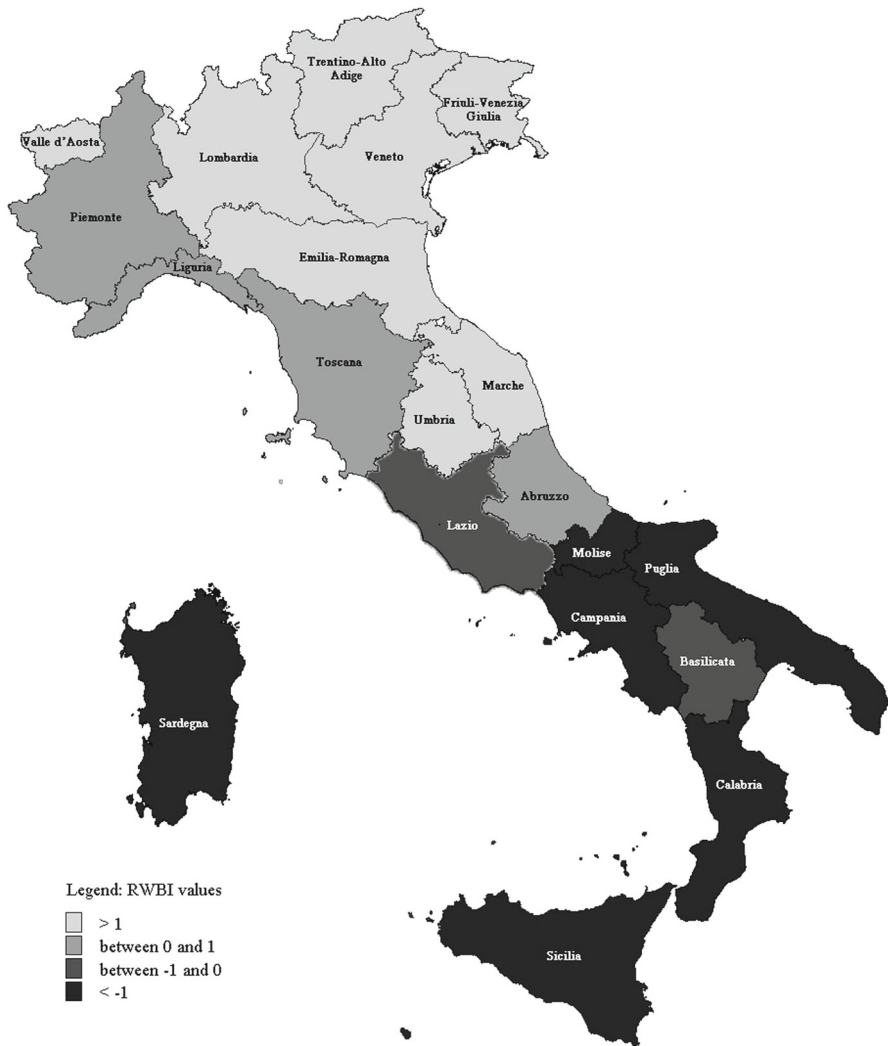 Trentino-Alto
Adige
Friuli-Venezia
Giulia
Valle d'Aosta
Lombardia
Veneto
Piemonte
Emilia-Romagna
Liguria
Toscana
Marche
Umbria
Abruzzo
Lazio
Molise
Puglia
Campania
Basilicata
Sardegna
Calabria
Sicilia
Legend: RWBI values
> 1
between 0 and 1
between -1 and 0
< -1